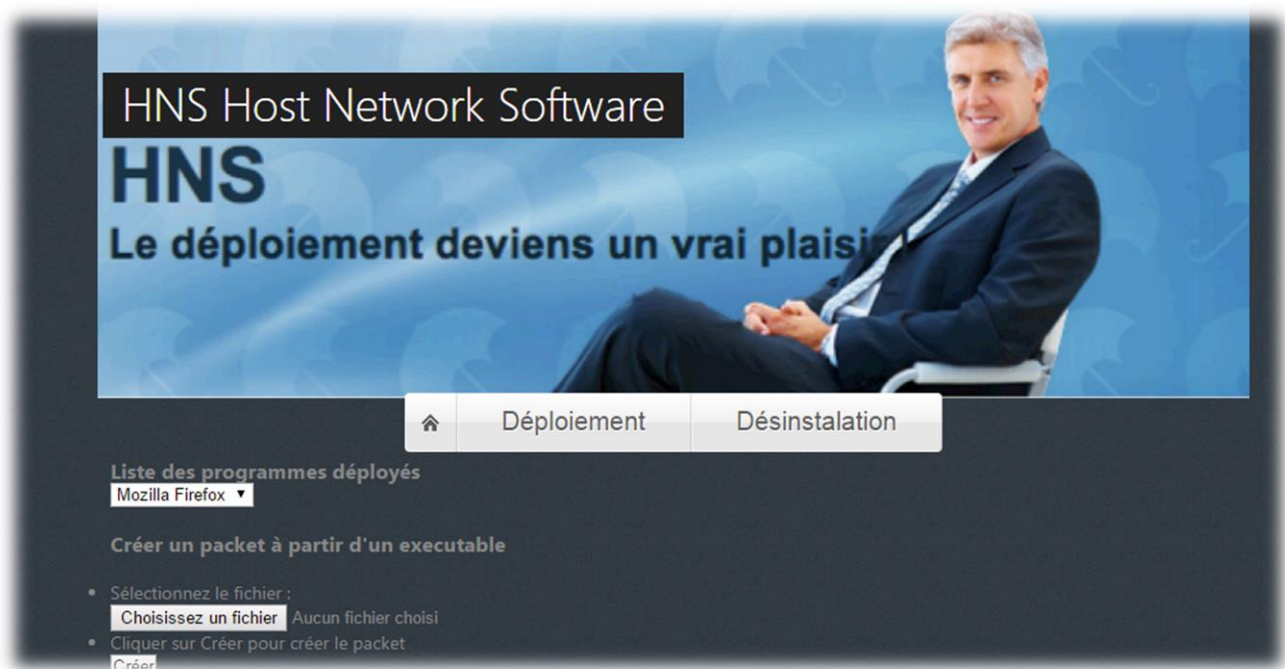 HNS Host Network Software
HNS
Le déploiement deviens un vrai plaisir !
Déploiement
Désinstalation
Liste des programmes déployés
Mozilla Firefox
Créer un packet à partir d'un executable
Sélectionnez le fichier :
Choisissez un fichier Aucun fichier choisi
Cliquer sur Créer pour créer le packet
Créer